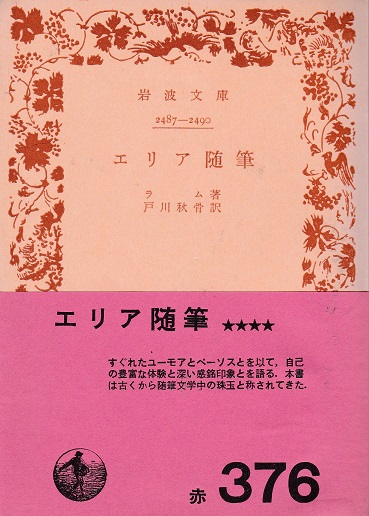 岩波文庫
2487—2490
エリア随筆
ラム著
戸川秋骨訳
エリア随筆 ★★★★
すぐれたユーモアとペーソスとを以て，自己
の豊富な体験と深い感銘印象とを語る．本書
は古くから随筆文学中の珠玉と称されてきた．
赤 376